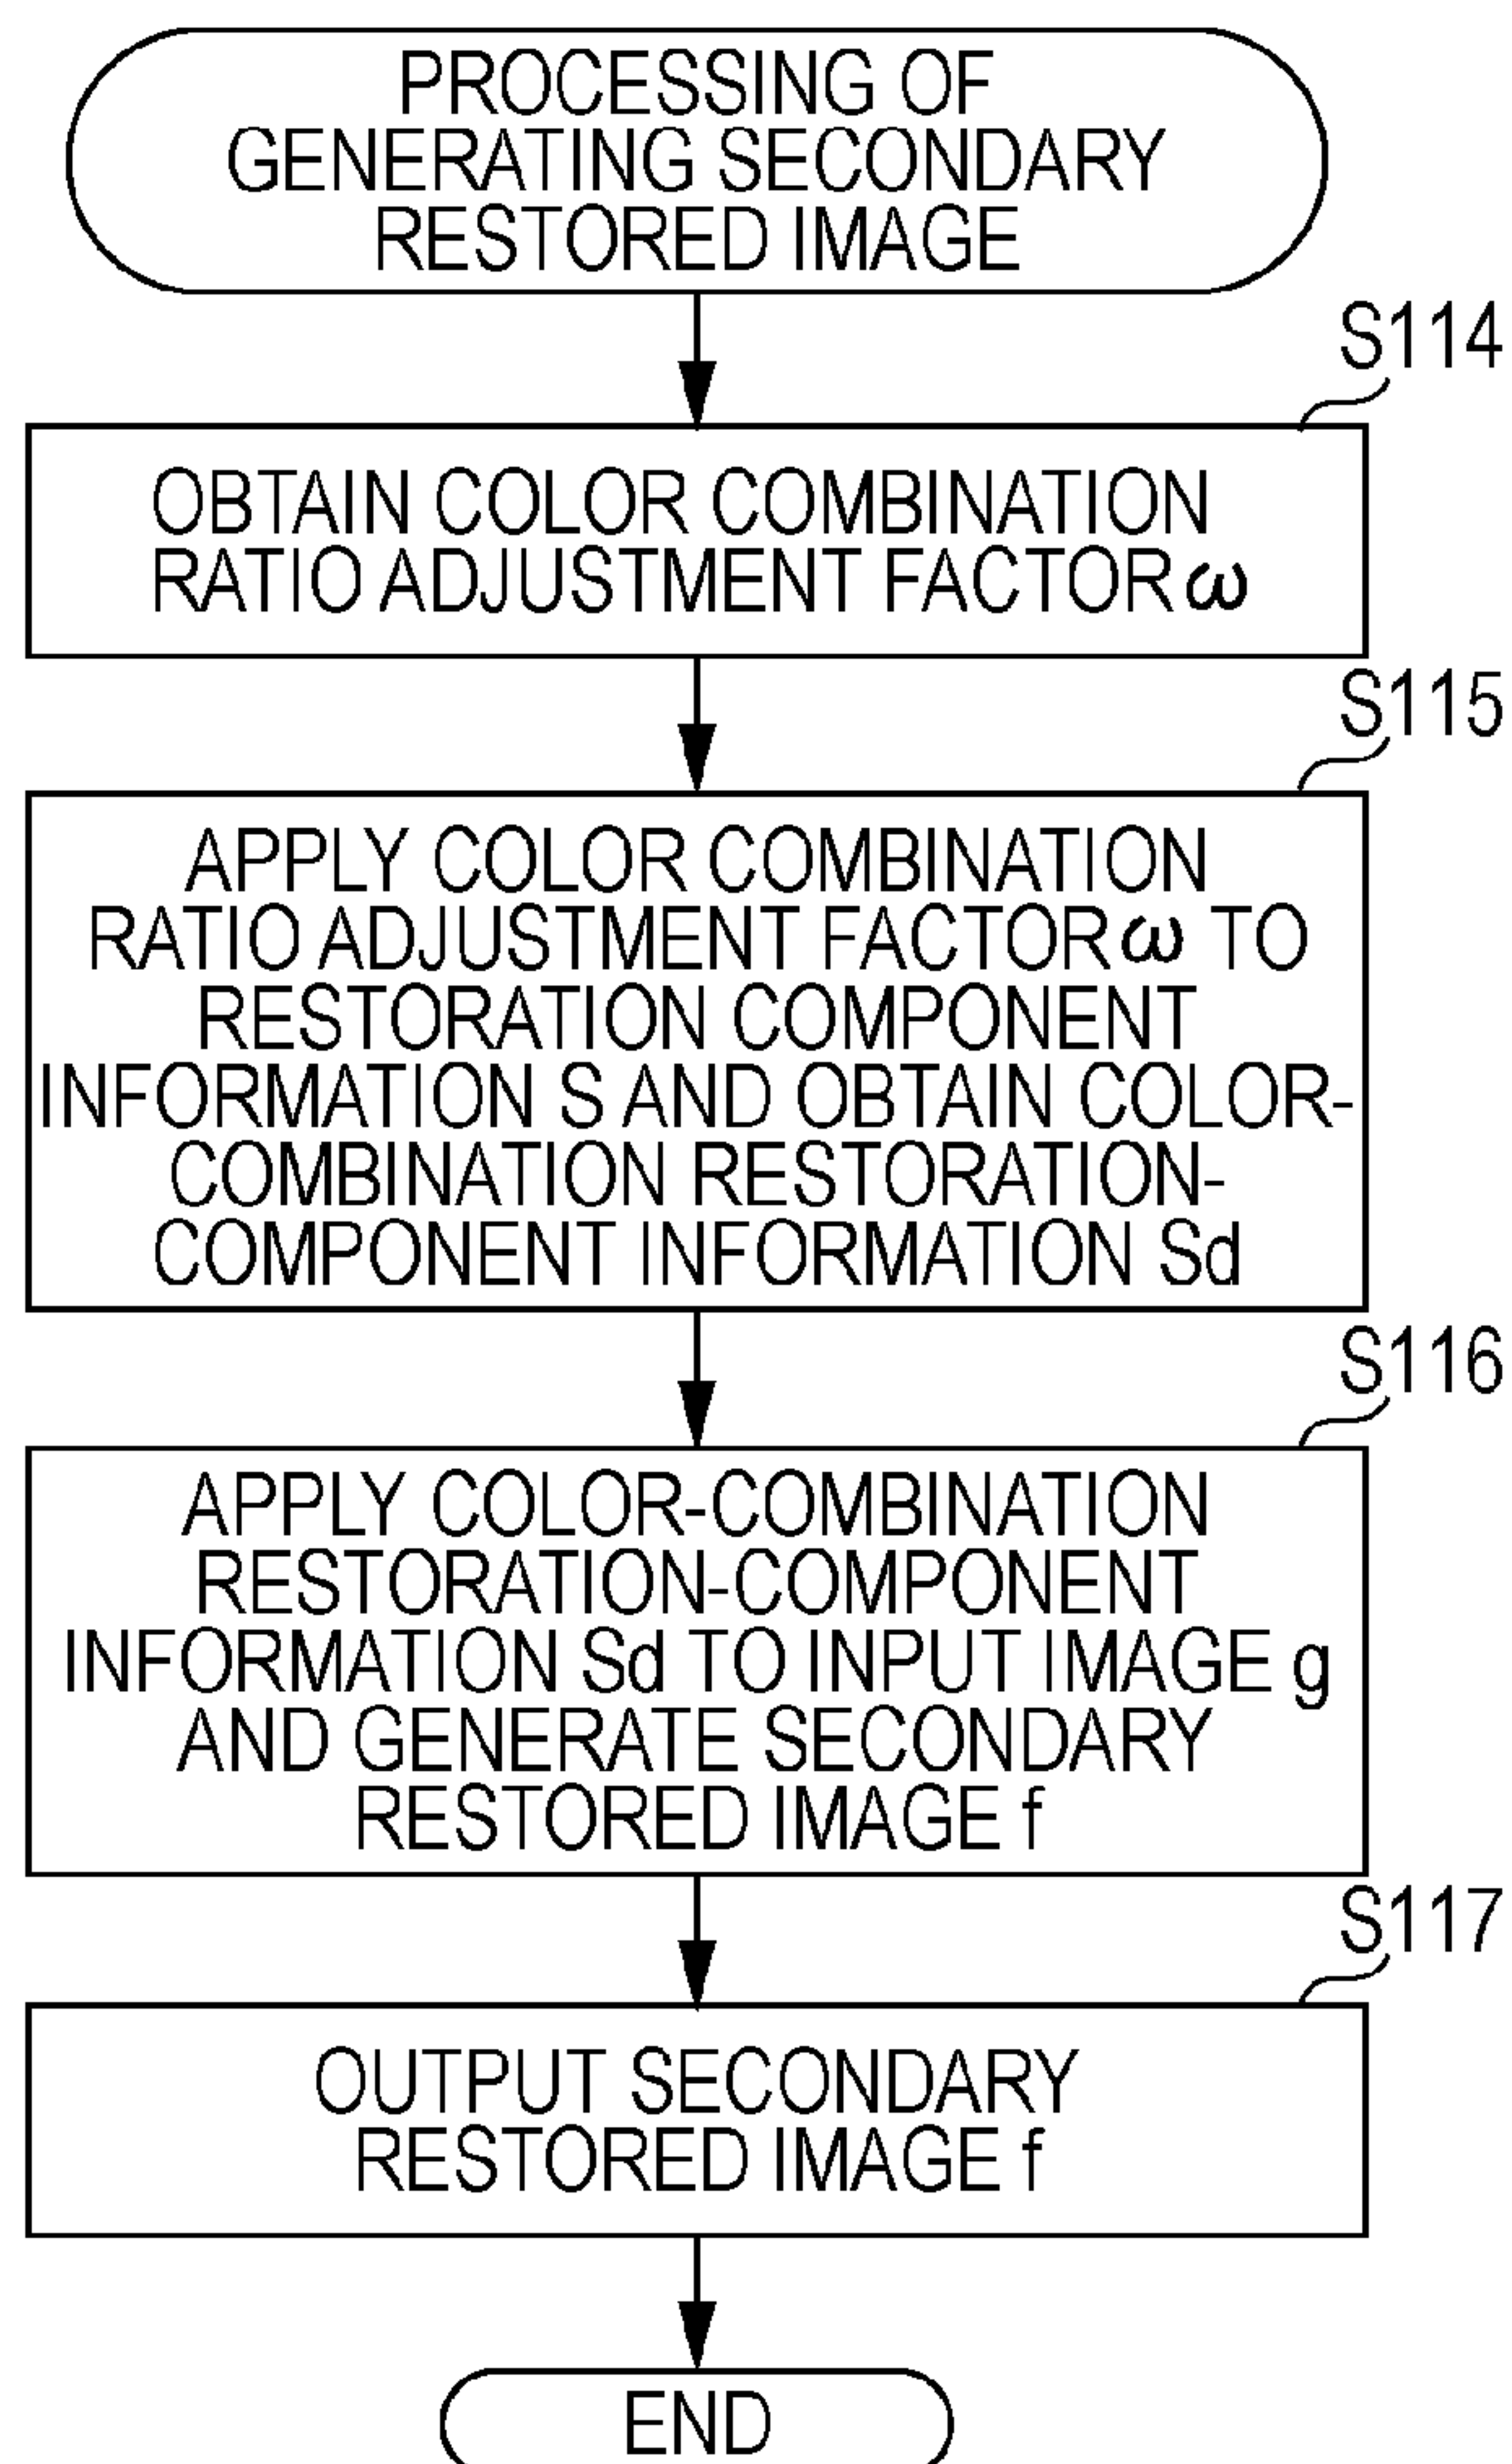 PROCESSING OF
GENERATING SECONDARY
RESTORED IMAGE
S114
OBTAIN COLOR COMBINATION
RATIO ADJUSTMENT FACTOR ω
S115
APPLY COLOR COMBINATION
RATIO ADJUSTMENT FACTOR ω TO
RESTORATION COMPONENT
INFORMATION S AND OBTAIN COLOR-
COMBINATION RESTORATION-
COMPONENT INFORMATION Sd
S116
APPLY COLOR-COMBINATION
RESTORATION-COMPONENT
INFORMATION Sd TO INPUT IMAGE g
AND GENERATE SECONDARY
RESTORED IMAGE f
S117
OUTPUT SECONDARY
RESTORED IMAGE f
END